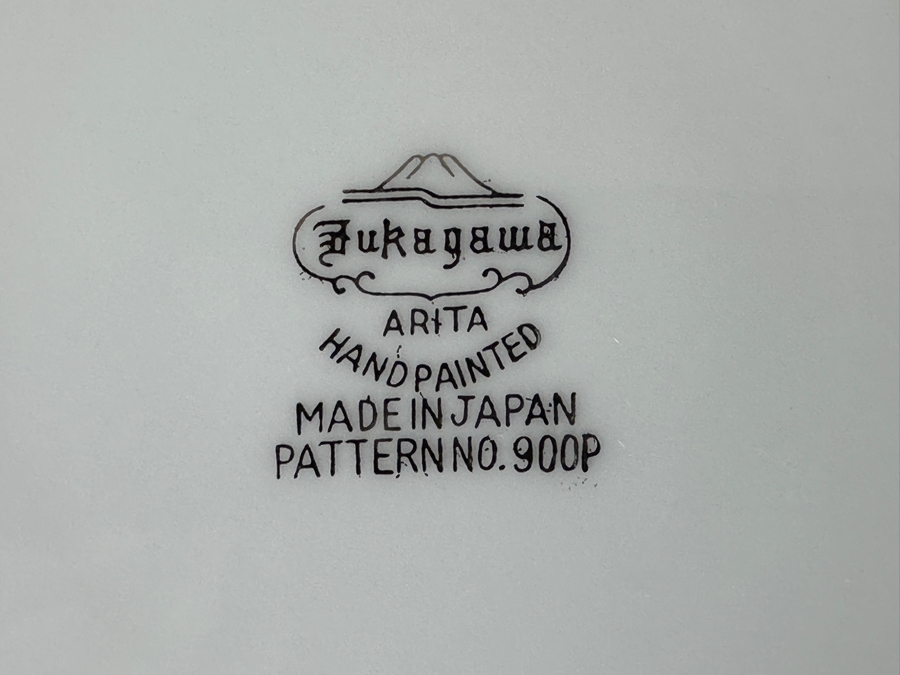 Fukagawa
ARITA
HAND PAINTED
MADE IN JAPAN
PATTERN NO. 900P